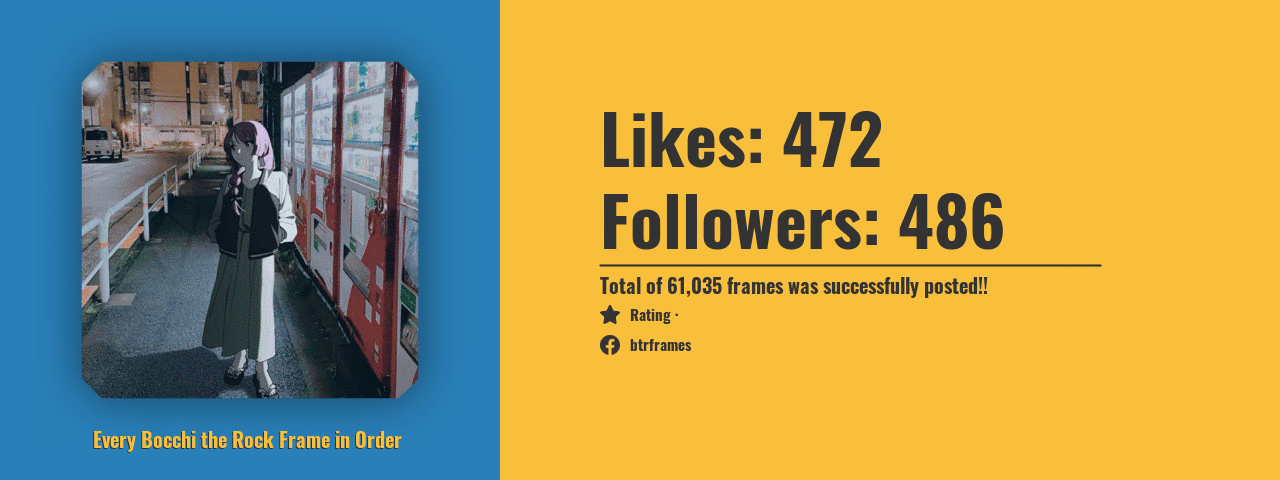 Likes: 472
Followers: 486
Total of 61,035 frames was successfully posted!!
Rating ·
btrframes
Every Bocchi the Rock Frame in Order